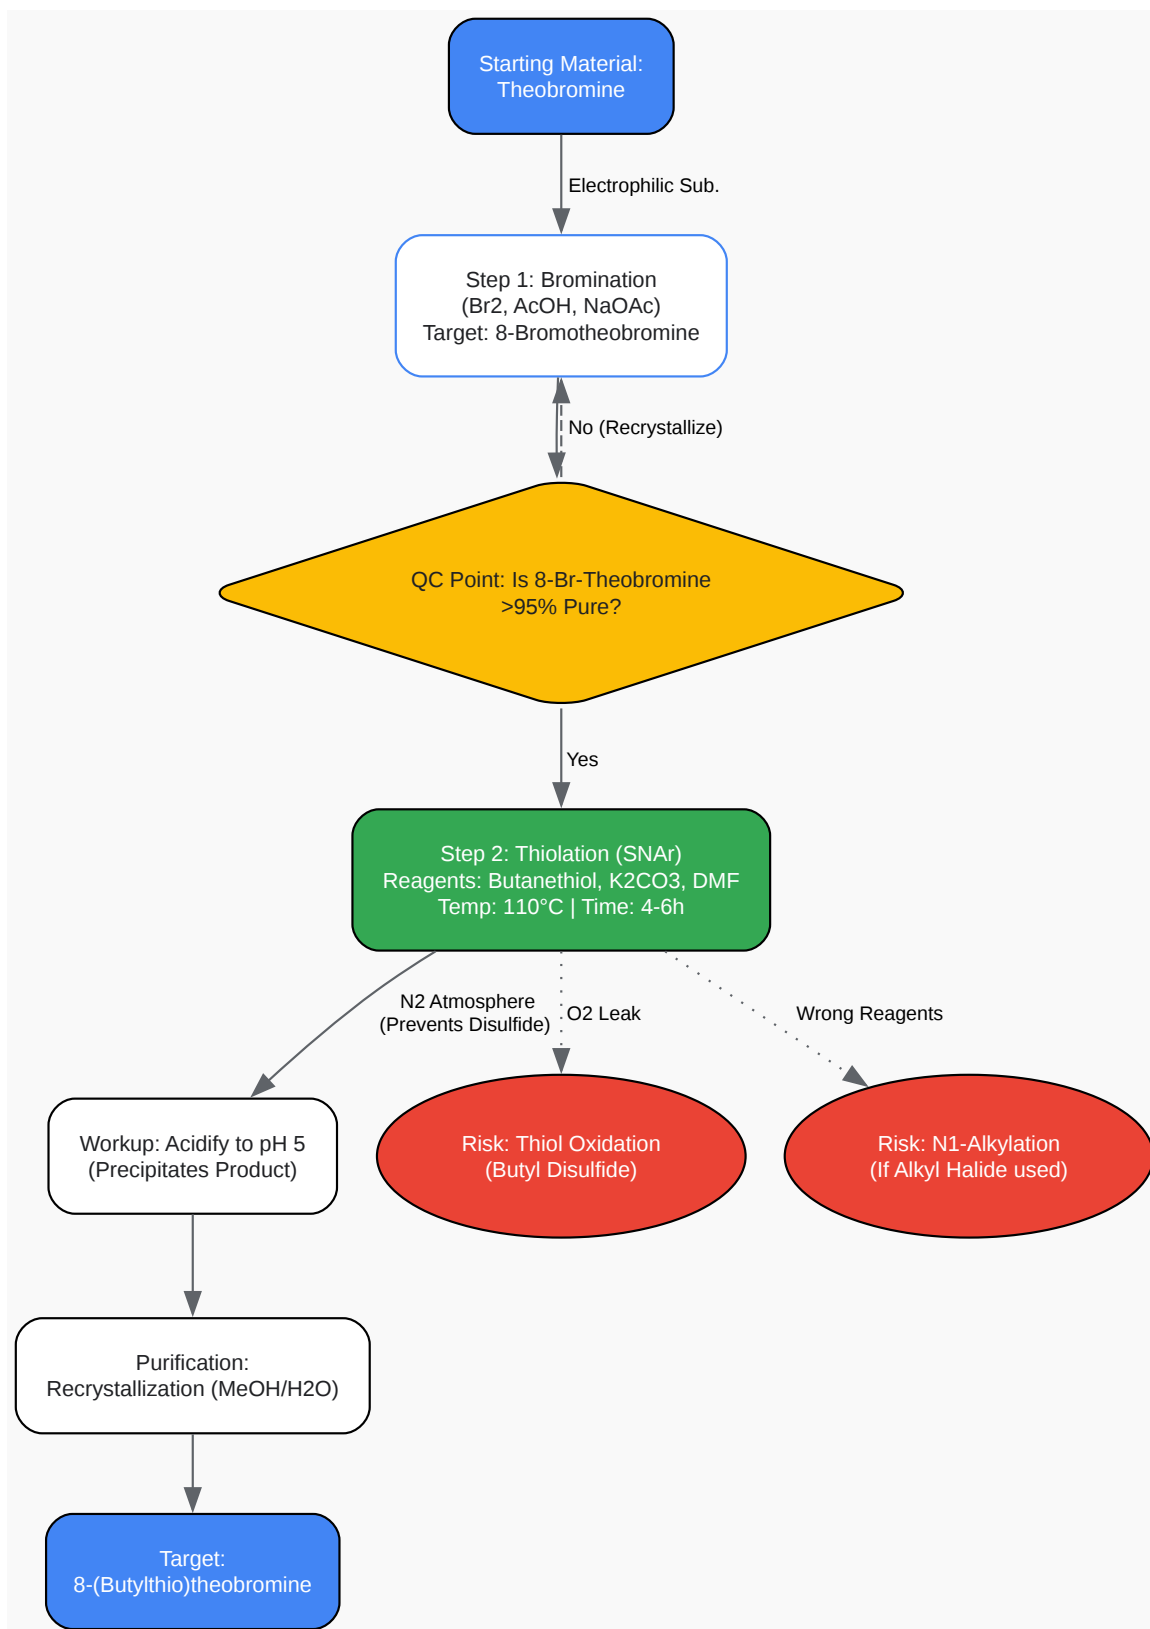 Starting Material:
Theobromine
Electrophilic Sub.
Step 1: Bromination
(Br2, AcOH, NaOAc)
Target: 8-Bromotheobromine
No (Recrystallize)
QC Point: Is 8-Br-Theobromine
>95% Pure?
Yes
Step 2: Thiolation (SNAr)
Reagents: Butanethiol, K2CO3, DMF
Temp: 110°C | Time: 4-6h
N2 Atmosphere
(Prevents Disulfide)
O2 Leak
Wrong Reagents
Workup: Acidify to pH 5
(Precipitates Product)
Risk: Thiol Oxidation
(Butyl Disulfide)
Risk: N1-Alkylation
(If Alkyl Halide used)
Purification:
Recrystallization (MeOH/H2O)
Target:
8-(Butylthio)theobromine